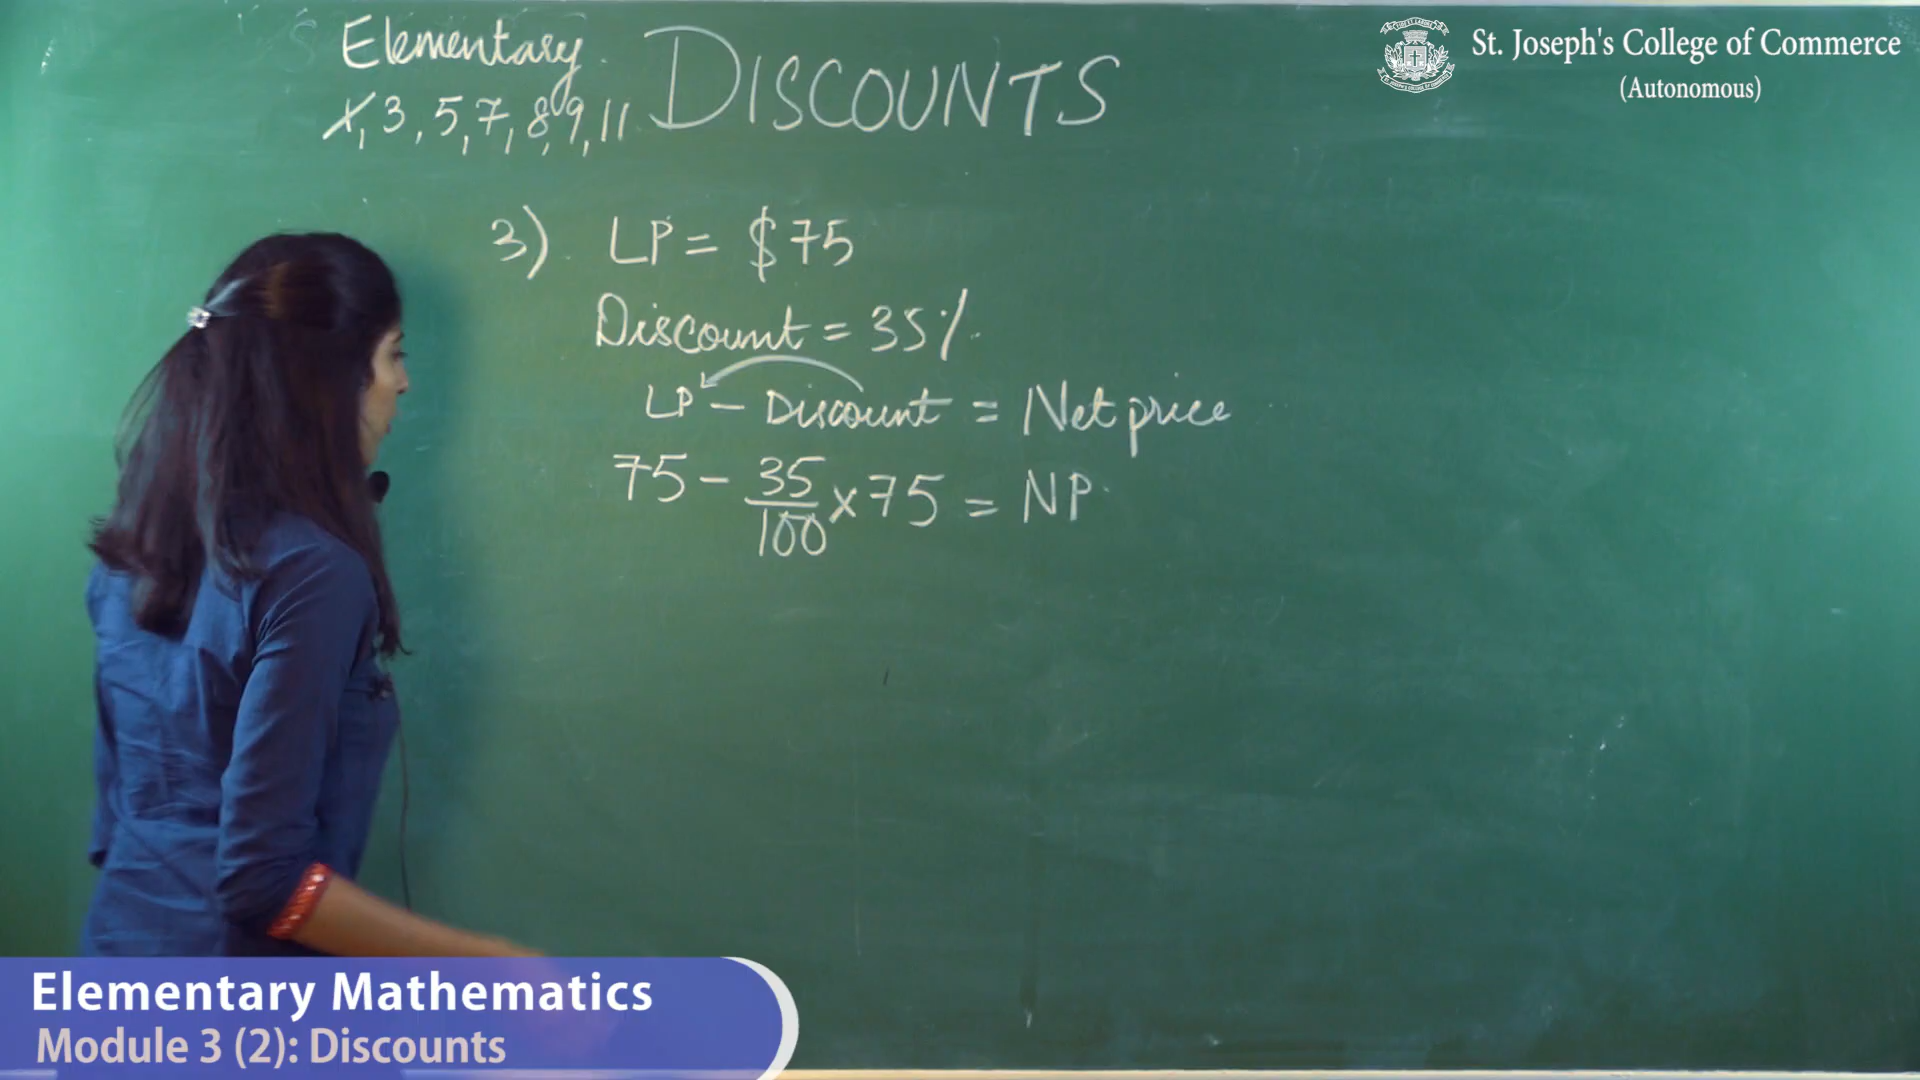 Elementary
1, 3, 5, 7, 8, 9, 11
DISCOUNTS
St. Joseph's College of Commerce
(Autonomous)
3) LP = $75
Discount = 35%
LP - Discount = Net price
75 - 35/100 x 75 = NP
Elementary Mathematics
Module 3 (2): Discounts